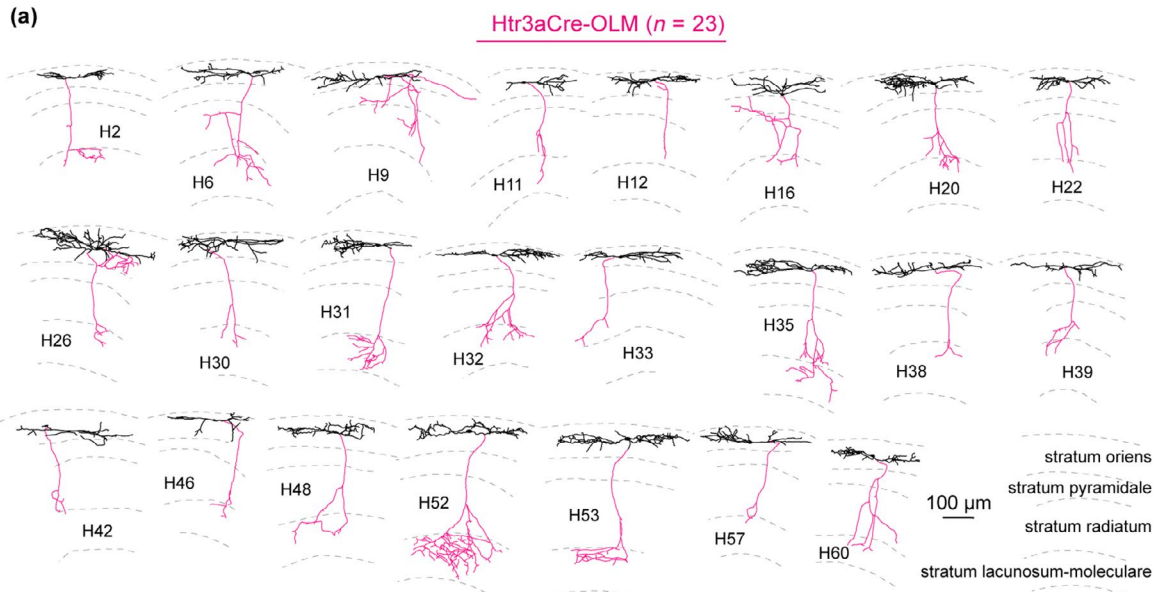 (a)
Htr3aCre-OLM (n = 23)
H2
H6
H9
H11
H12
H16
H20
H22
H26
H30
H31
H32
H33
H35
H38
H39
H42
H46
H48
H52
H53
H57
H60
100 µm
stratum oriens
stratum pyramidale
stratum radiatum
stratum lacunosum-moleculare